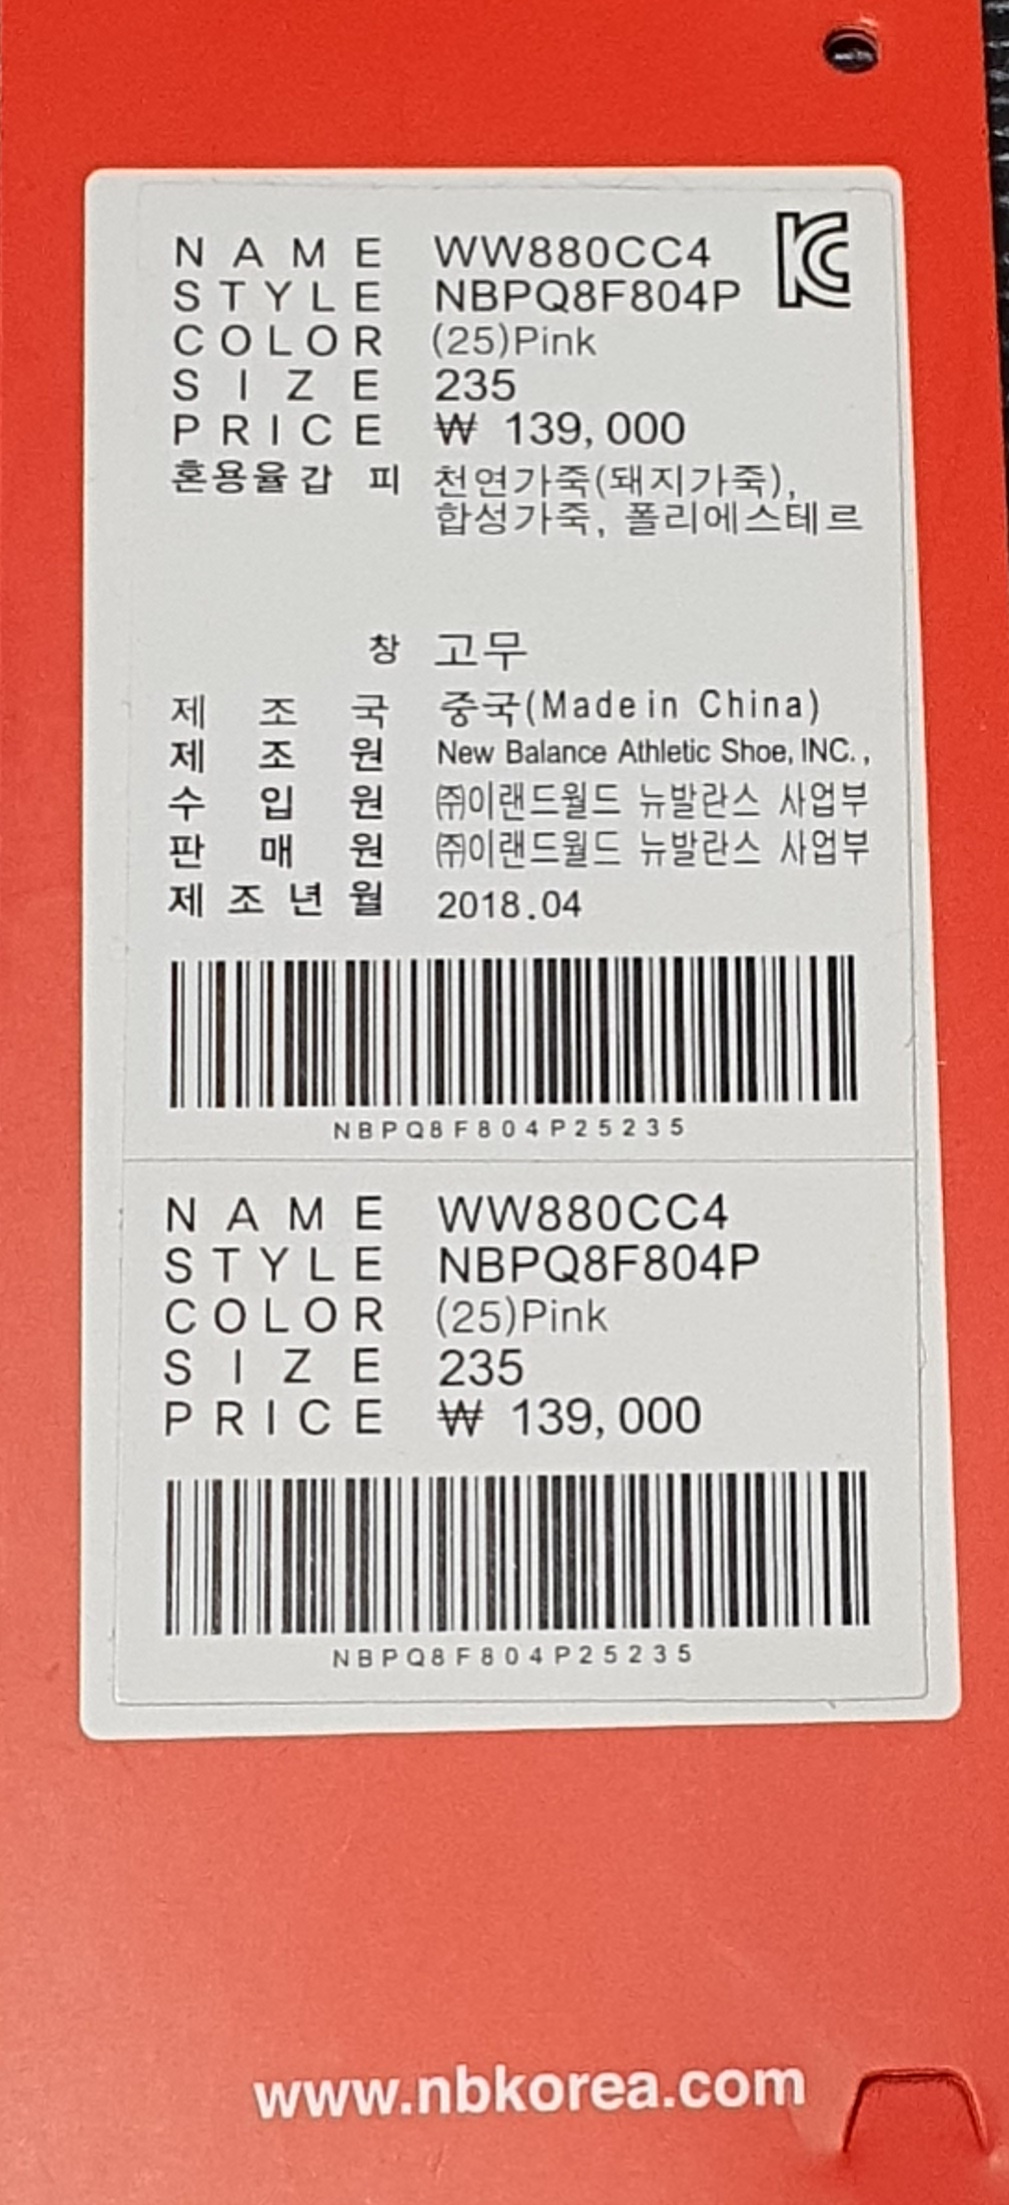 NAME WW880CC4
STYLE NBPQ8F804P
COLOR (25)Pink
SIZE 235
PRICE ₩ 139,000
혼용율갑 피 천연가죽(돼지가죽),
합성가죽, 폴리에스테르
창 고무
제 조 국 중국(Made in China)
제 조 원 New Balance Athletic Shoe, INC.,
수 입 원 ㈜이랜드월드 뉴발란스 사업부
판 매 원 ㈜이랜드월드 뉴발란스 사업부
제 조 년 월 2018.04
NBPQ8F804P25235
NAME WW880CC4
STYLE NBPQ8F804P
COLOR (25)Pink
SIZE 235
PRICE ₩ 139,000
NBPQ8F804P25235
www.nbkorea.com